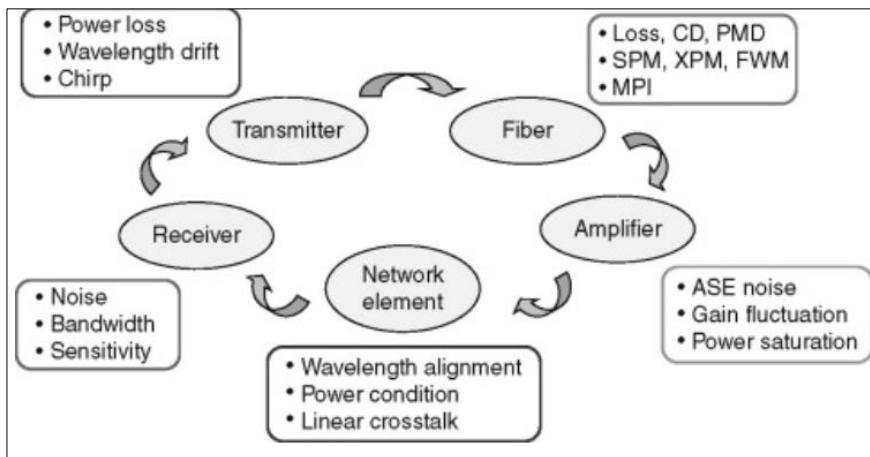 • Power loss
• Wavelength drift
• Chirp
• Loss, CD, PMD
• SPM, XPM, FWM
• MPI
Transmitter
Fiber
Receiver
Amplifier
Network
element
• Noise
• Bandwidth
• Sensitivity
• ASE noise
• Gain fluctuation
• Power saturation
• Wavelength alignment
• Power condition
• Linear crosstalk